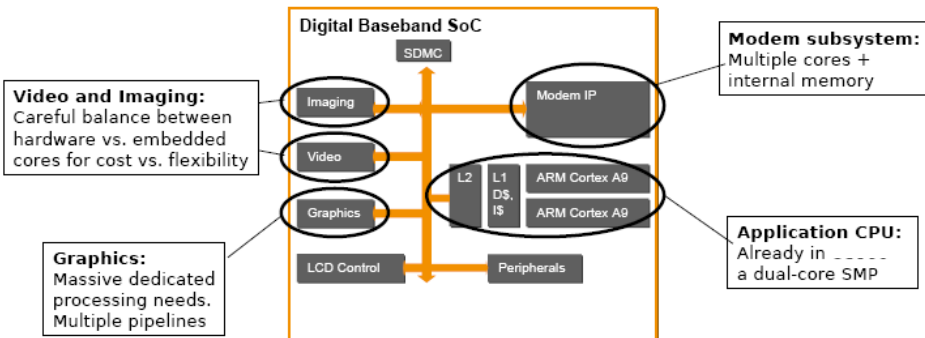 Digital Baseband SoC
SDMC
Modem subsystem:
Multiple cores +
internal memory
Video and Imaging:
Careful balance between
hardware vs. embedded
cores for cost vs. flexibility
Imaging
Modem IP
Video
L2
L1
D$,
I$
ARM Cortex A9
ARM Cortex A9
Graphics
Application CPU:
Already in -----
a dual-core SMP
Graphics:
Massive dedicated
processing needs.
Multiple pipelines
LCD Control
Peripherals